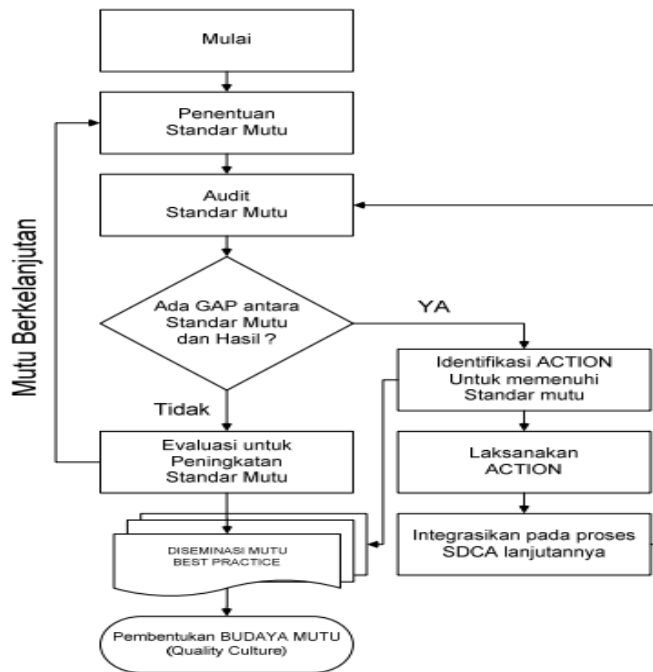 Mulai
Penentuan
Standar Mutu
Audit
Standar Mutu
Ada GAP antara
Standar Mutu
dan Hasil ?
YA
Identifikasi ACTION
Untuk memenuhi
Standar mutu
Laksanakan
ACTION
Integrasikan pada proses
SDCA lanjutannya
Tidak
Evaluasi untuk
Peningkatan
Standar Mutu
Mutu Berkelanjutan
DISEMINASI MUTU
BEST PRACTICE
Pembentukan BUDAYA MUTU
(Quality Culture)